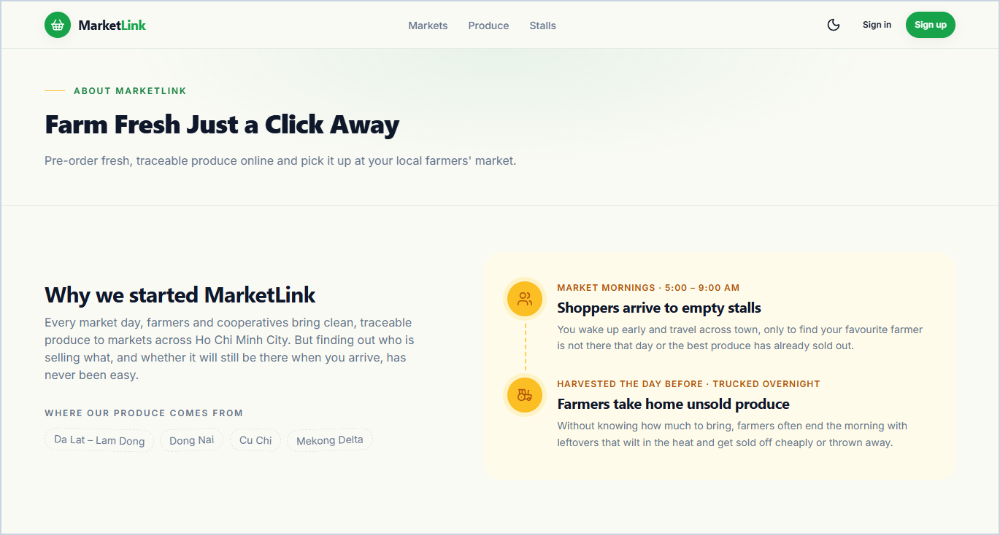 MarketLink
Markets
Produce
Stalls
Sign in
Sign up
ABOUT MARKETLINK
Farm Fresh Just a Click Away
Pre-order fresh, traceable produce online and pick it up at your local farmers' market.
Why we started MarketLink
Every market day, farmers and cooperatives bring clean, traceable
produce to markets across Ho Chi Minh City. But finding out who is
selling what, and whether it will still be there when you arrive, has
never been easy.
WHERE OUR PRODUCE COMES FROM
Da Lat – Lam Dong
Dong Nai
Cu Chi
Mekong Delta
MARKET MORNINGS · 5:00 – 9:00 AM
Shoppers arrive to empty stalls
You wake up early and travel across town, only to find your favourite farmer
is not there that day or the best produce has already sold out.
HARVESTED THE DAY BEFORE · TRUCKED OVERNIGHT
Farmers take home unsold produce
Without knowing how much to bring, farmers often end the morning with
leftovers that wilt in the heat and get sold off cheaply or thrown away.